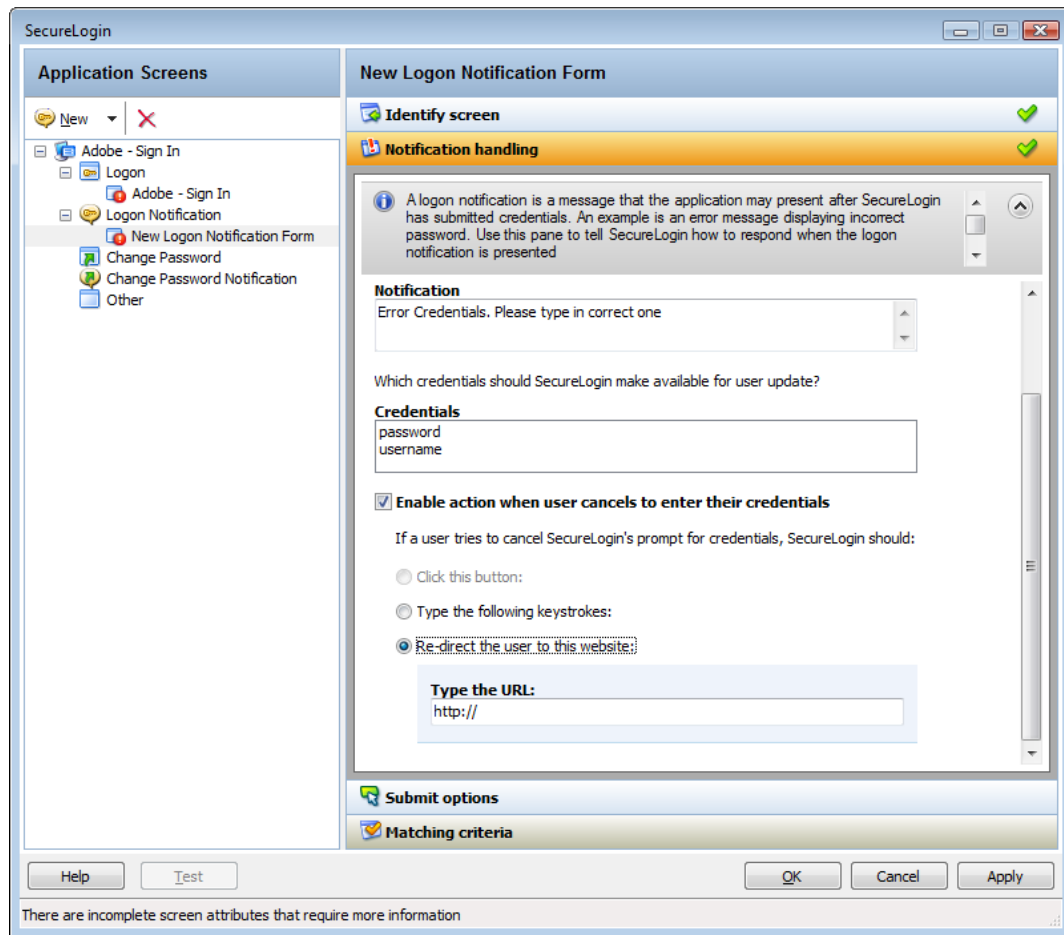 SecureLogin
Application Screens
New
Adobe - Sign In
Logon
Adobe - Sign In
Logon Notification
New Logon Notification Form
Change Password
Change Password Notification
Other
New Logon Notification Form
Identify screen
Notification handling
A logon notification is a message that the application may present after SecureLogin
has submitted credentials. An example is an error message displaying incorrect
password. Use this pane to tell SecureLogin how to respond when the logon
notification is presented
Notification
Error Credentials. Please type in correct one
Which credentials should SecureLogin make available for user update?
Credentials
password
username
Enable action when user cancels to enter their credentials
If a user tries to cancel SecureLogin's prompt for credentials, SecureLogin should:
Click this button:
Type the following keystrokes:
Re-direct the user to this website:
Type the URL:
http://
Submit options
Matching criteria
Help
Test
OK
Cancel
Apply
There are incomplete screen attributes that require more information